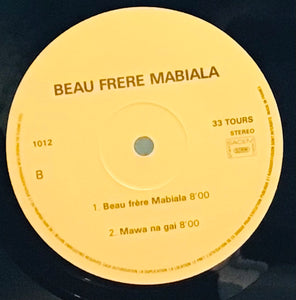 BEAU FRERE MABIALA
1012
33 TOURS
STEREO
SACEM
B
1. Beau frère Mabiala 8'00
2. Mawa na gai 8'00